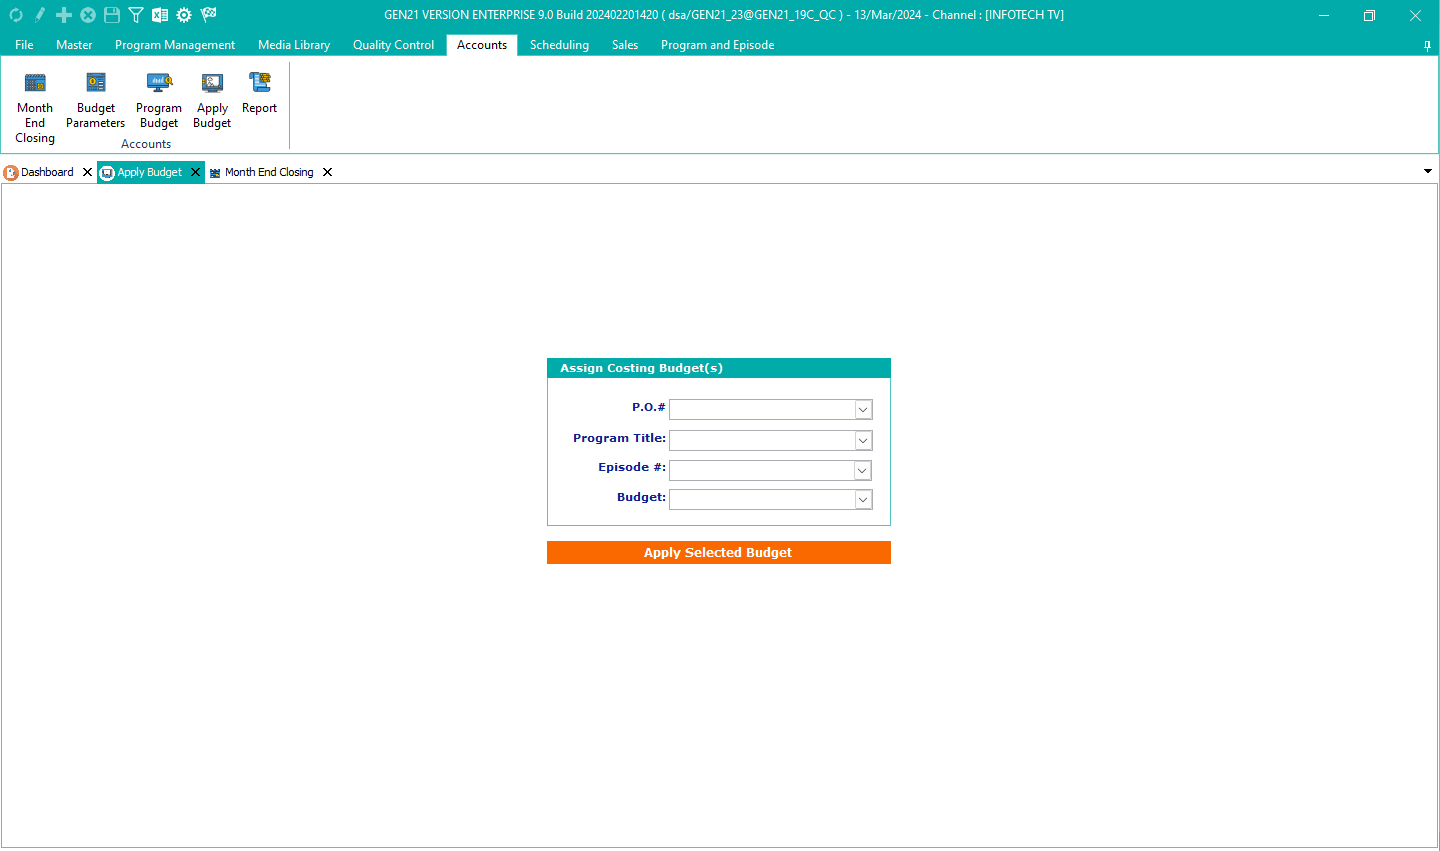 GEN21 VERSION ENTERPRISE 9.0 Build 202402201420 ( dsa/GEN21_23@GEN21_19C_QC ) - 13/Mar/2024 - Channel : [INFOTECH TV]
File Master Program Management Media Library Quality Control Accounts Scheduling Sales Program and Episode
Month End Closing
Budget Parameters
Program Budget
Apply Budget
Report
Accounts
Dashboard Apply Budget Month End Closing
Assign Costing Budget(s)
P.O.#
Program Title:
Episode #:
Budget:
Apply Selected Budget